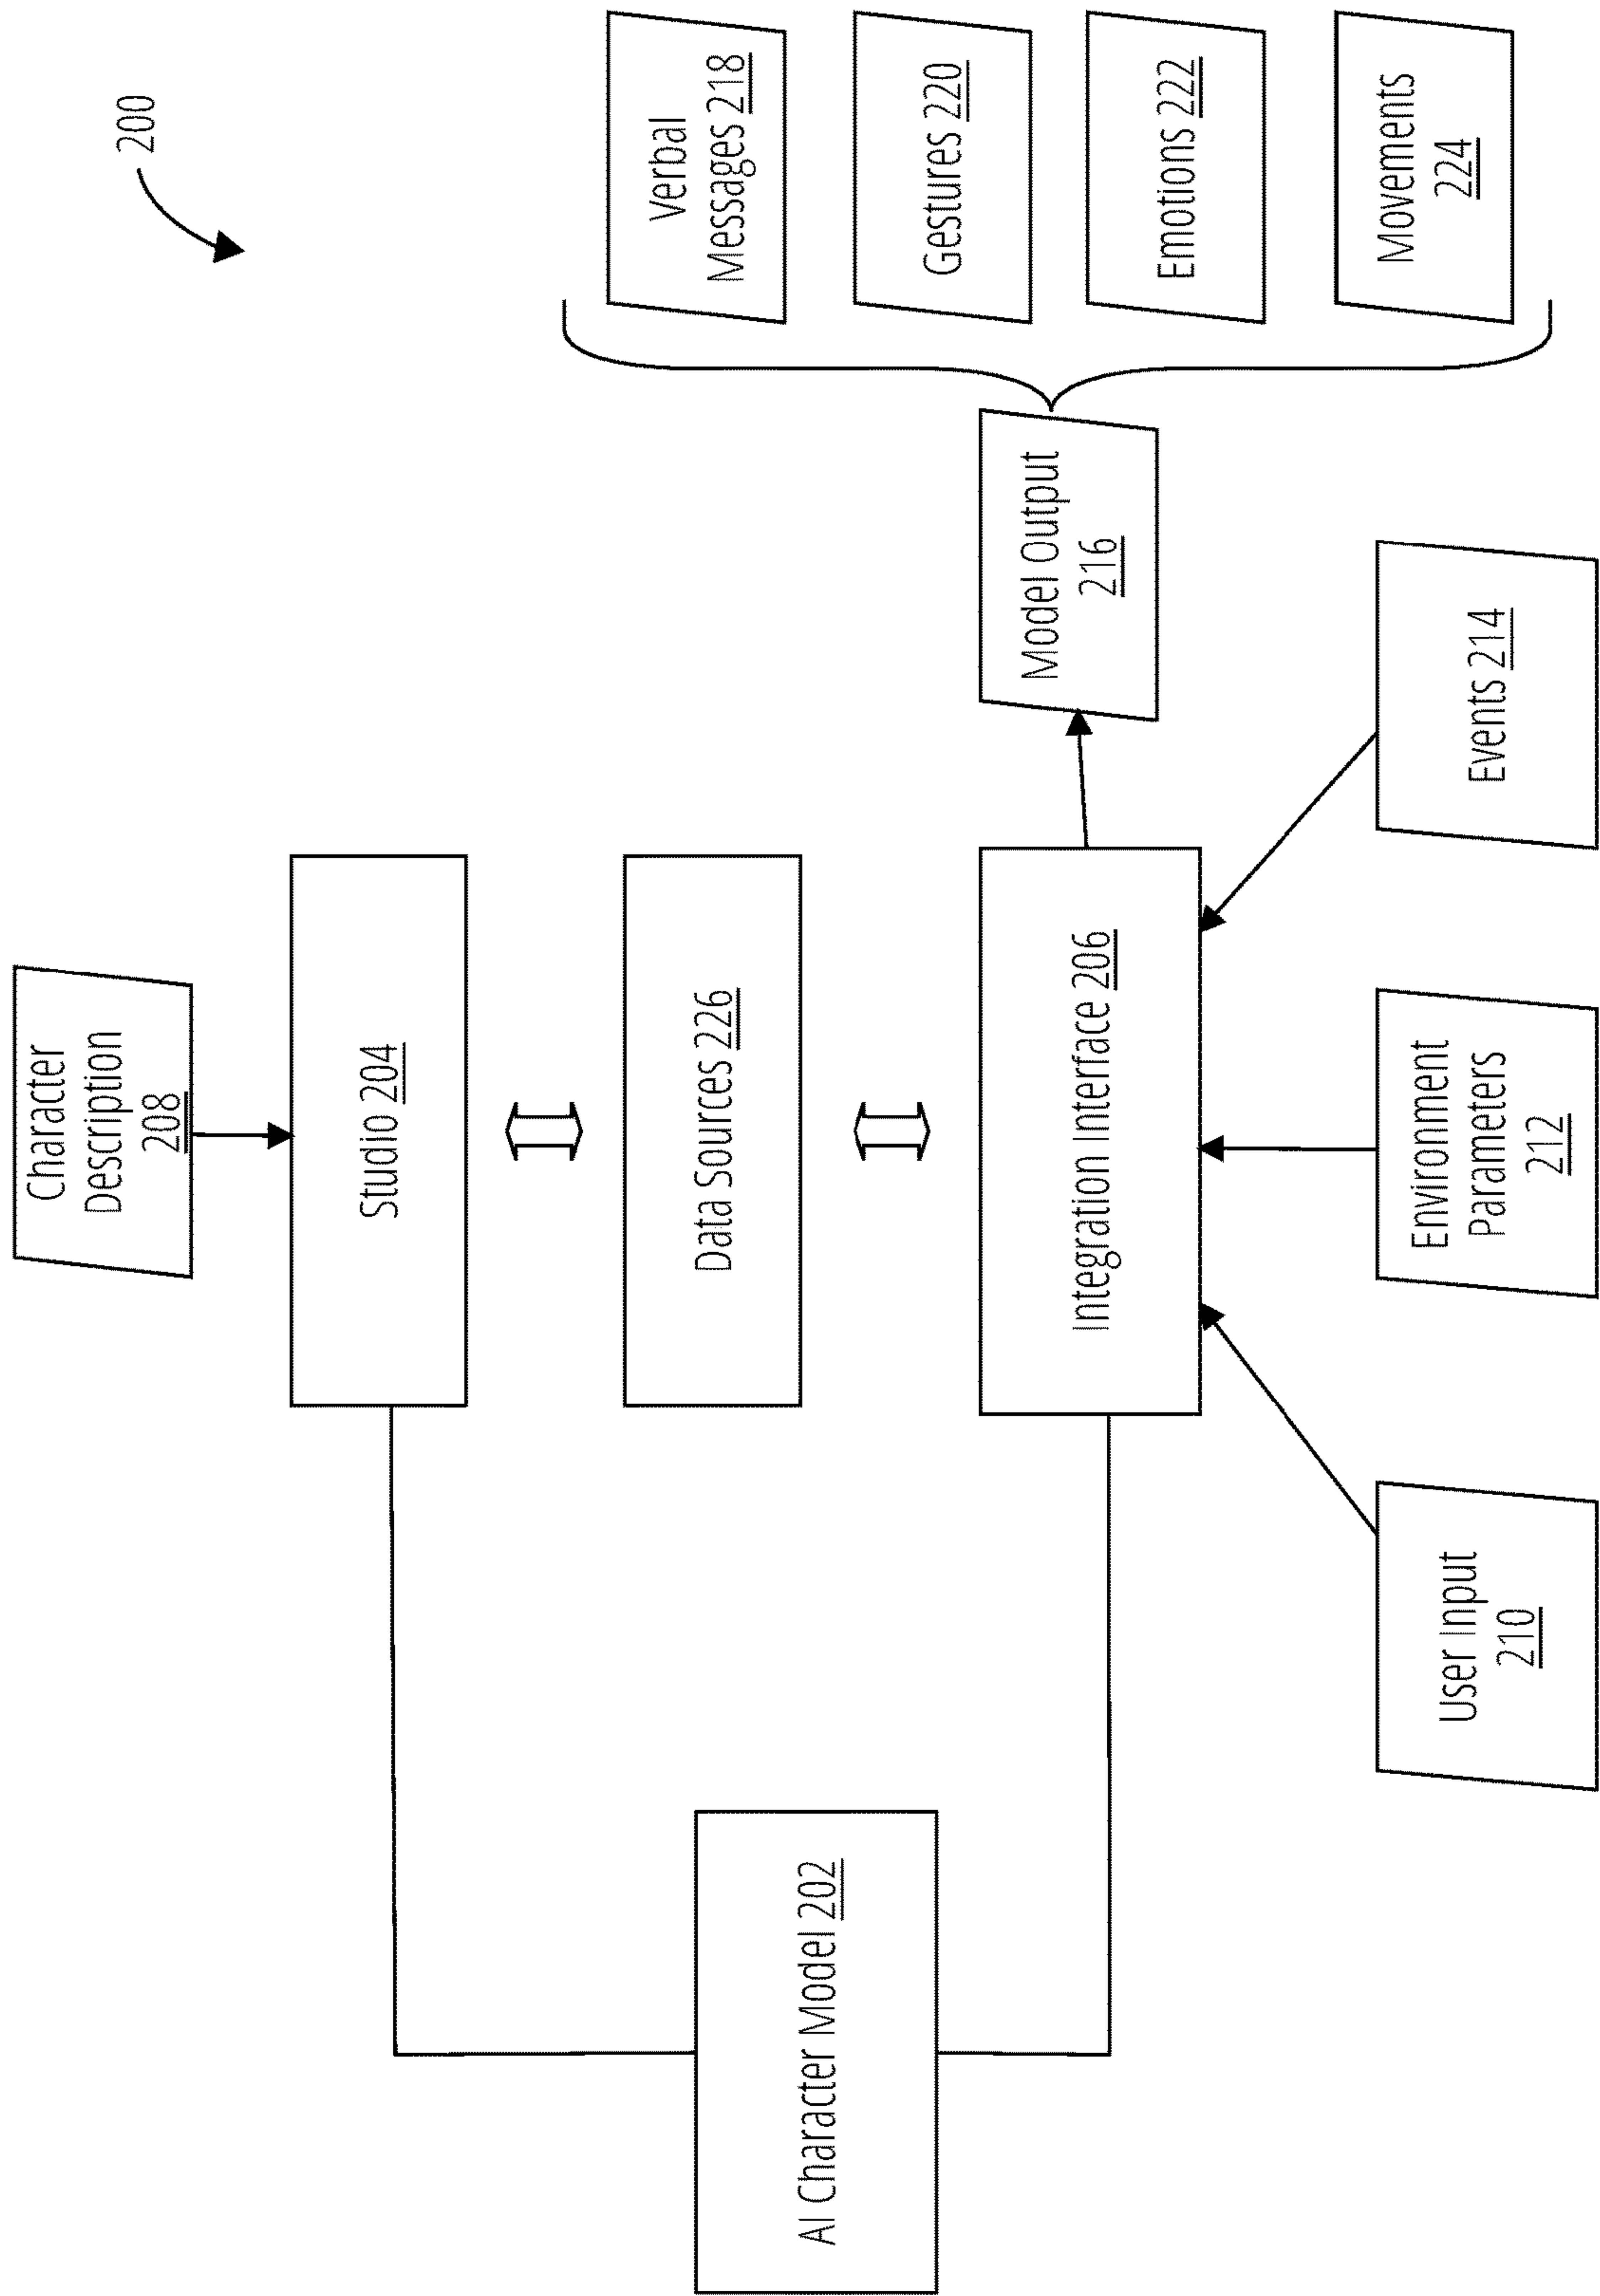 200
Character
Description
208
Studio 204
Verbal
Messages 218
Data Sources 226
Gestures 220
AI Character Model 202
Model Output
216
Emotions 222
Integration Interface 206
Movements
224
User Input
210
Environment
Parameters
212
Events 214